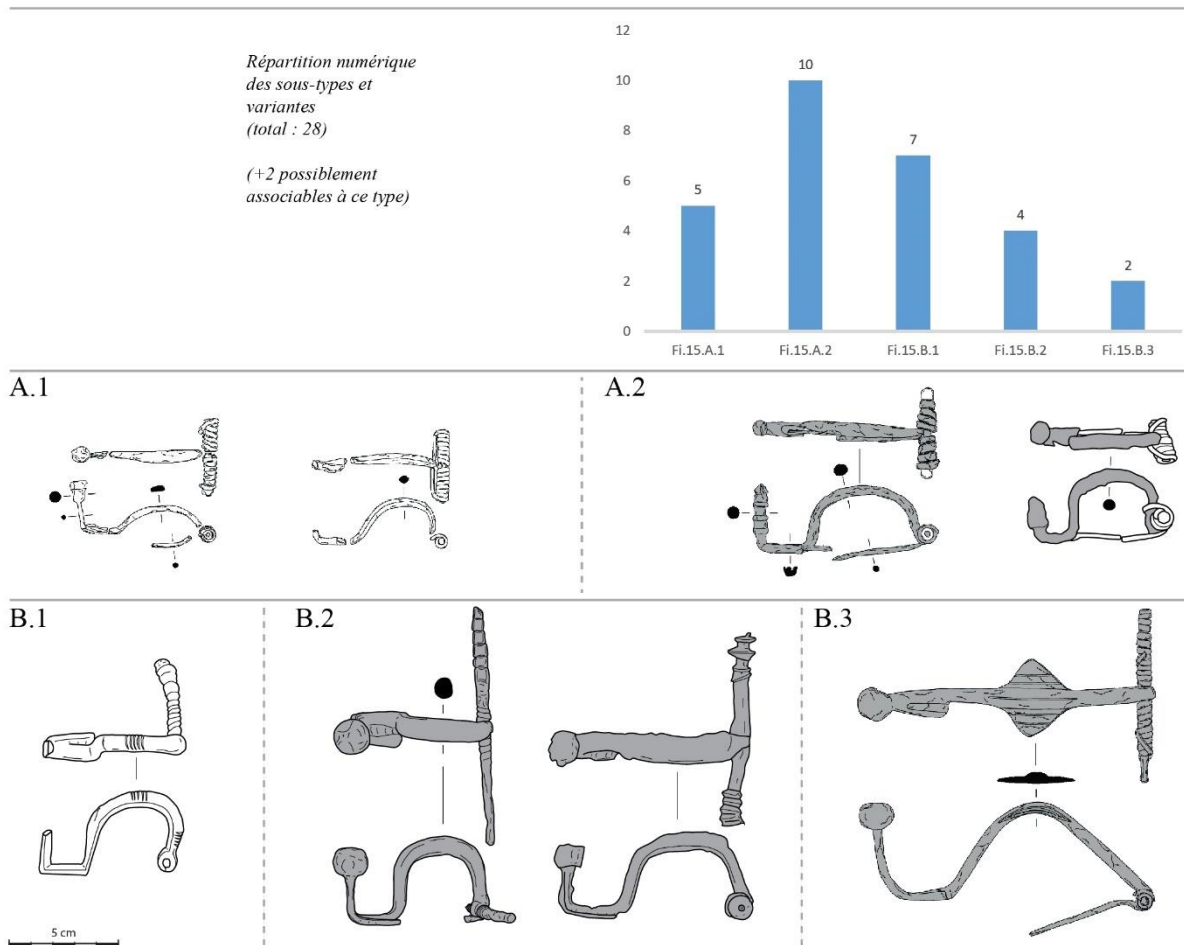 Répartition numérique
des sous-types et
variantes
(total : 28)
(+2 possiblement
associables à ce type)
12
10
8
6
4
2
0
5
10
7
4
2
Fi.15.A.1
Fi.15.A.2
Fi.15.B.1
Fi.15.B.2
Fi.15.B.3
A.1
A.2
B.1
B.2
B.3
5 cm